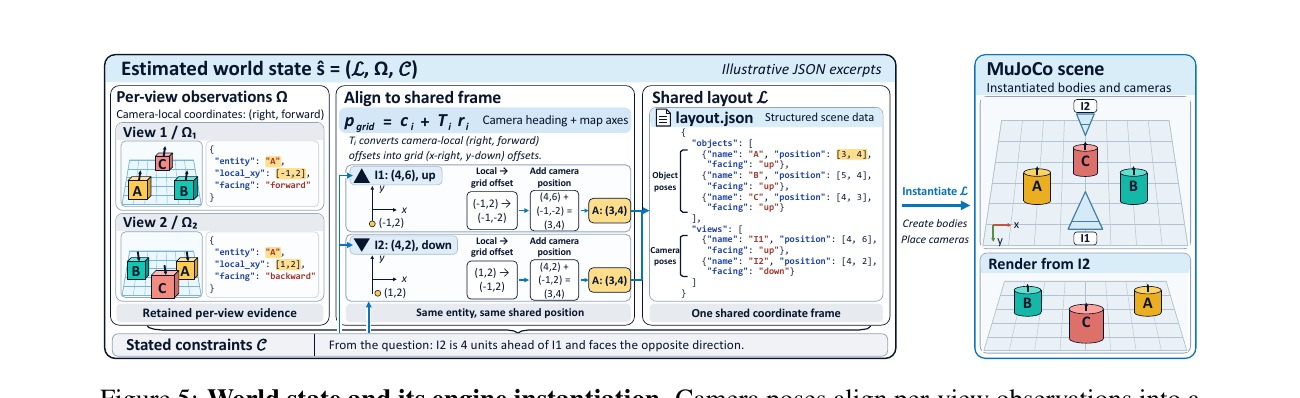 Estimated world state ŝ = (ℒ, Ω, 𝒞)
Illustrative JSON excerpts
Per-view observations Ω
Camera-local coordinates: (right, forward)
View 1 / Ω₁
A
C
B
{
"entity": "A",
"local_xy": [-1,2],
"facing": "forward"
}
View 2 / Ω₂
B
C
A
{
"entity": "A",
"local_xy": [1,2],
"facing": "backward"
}
Retained per-view evidence
Align to shared frame
p_grid = c_i + T_i r_i Camera heading + map axes
T_i converts camera-local (right, forward)
offsets into grid (x-right, y-down) offsets.
I1: (4,6), up
y
x
(-1,2)
Local →
grid offset
(-1,2) →
(-1,-2)
Add camera
position
(4,6) +
(-1,-2) =
(3,4)
A: (3,4)
I2: (4,2), down
y
x
(1,2)
Local →
grid offset
(1,2) →
(-1,2)
Add camera
position
(4,2) +
(-1,2) =
(3,4)
A: (3,4)
Same entity, same shared position
Shared layout ℒ
layout.json Structured scene data
{
"objects": [
{"name": "A", "position": [3, 4],
"facing": "up"},
{"name": "B", "position": [5, 4],
"facing": "up"},
{"name": "C", "position": [4, 3],
"facing": "up"}
],
"views": [
{"name": "I1", "position": [4, 6],
"facing": "up"},
{"name": "I2", "position": [4, 2],
"facing": "down"}
]
}
Object
poses
Camera
poses
One shared coordinate frame
Stated constraints 𝒞
From the question: I2 is 4 units ahead of I1 and faces the opposite direction.
Instantiate ℒ
Create bodies
Place cameras
MuJoCo scene
Instantiated bodies and cameras
I2
C
A
B
I1
x
y
Render from I2
B
C
A
Figure 5: World state and its engine instantiation. Camera poses align per-view observations into a